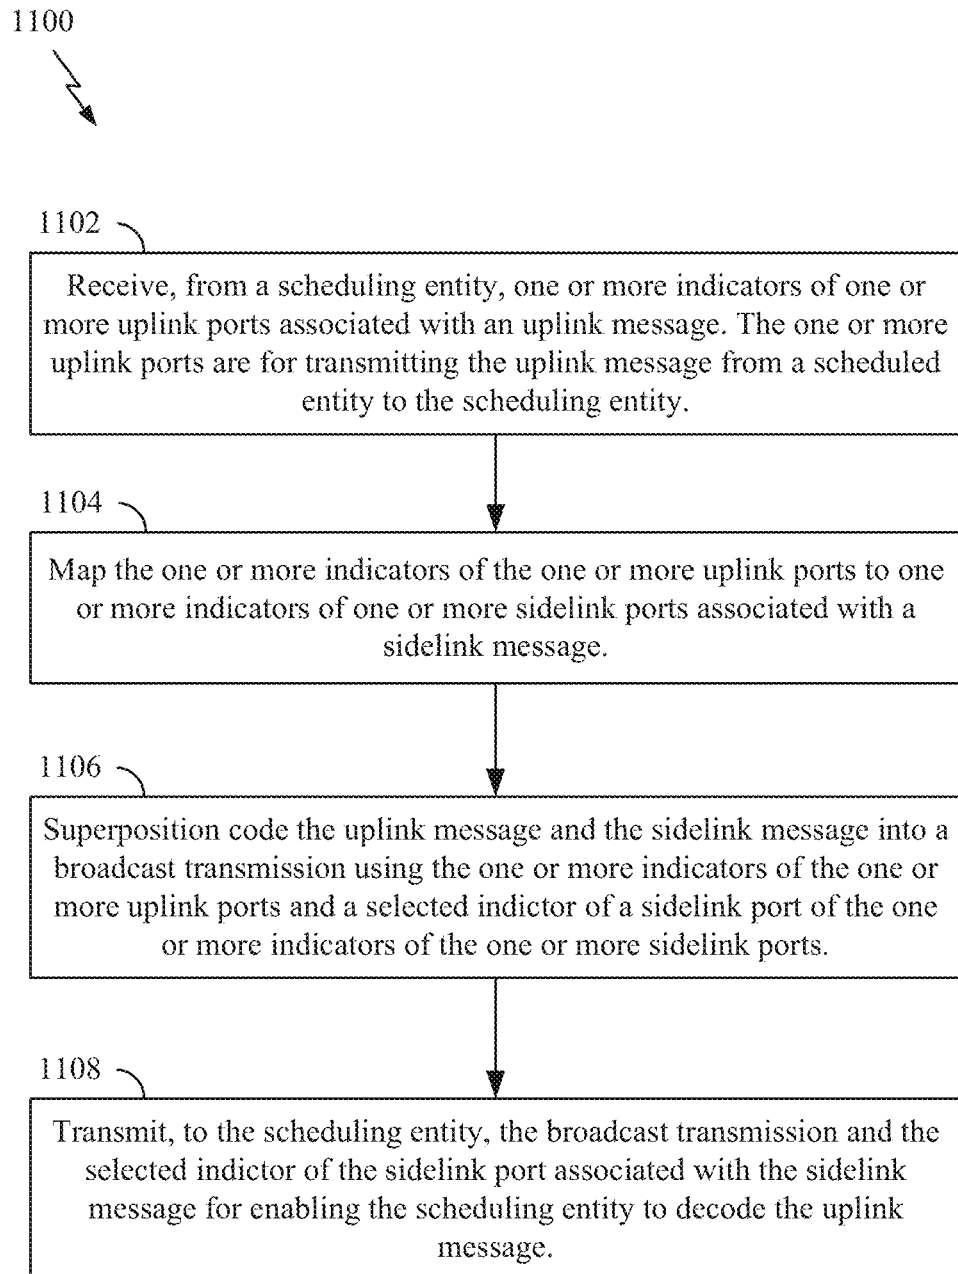 1100
1102
Receive, from a scheduling entity, one or more indicators of one or
more uplink ports associated with an uplink message. The one or more
uplink ports are for transmitting the uplink message from a scheduled
entity to the scheduling entity.
1104
Map the one or more indicators of the one or more uplink ports to one
or more indicators of one or more sidelink ports associated with a
sidelink message.
1106
Superposition code the uplink message and the sidelink message into a
broadcast transmission using the one or more indicators of the one or
more uplink ports and a selected indictor of a sidelink port of the one
or more indicators of the one or more sidelink ports.
1108
Transmit, to the scheduling entity, the broadcast transmission and the
selected indictor of the sidelink port associated with the sidelink
message for enabling the scheduling entity to decode the uplink
message.